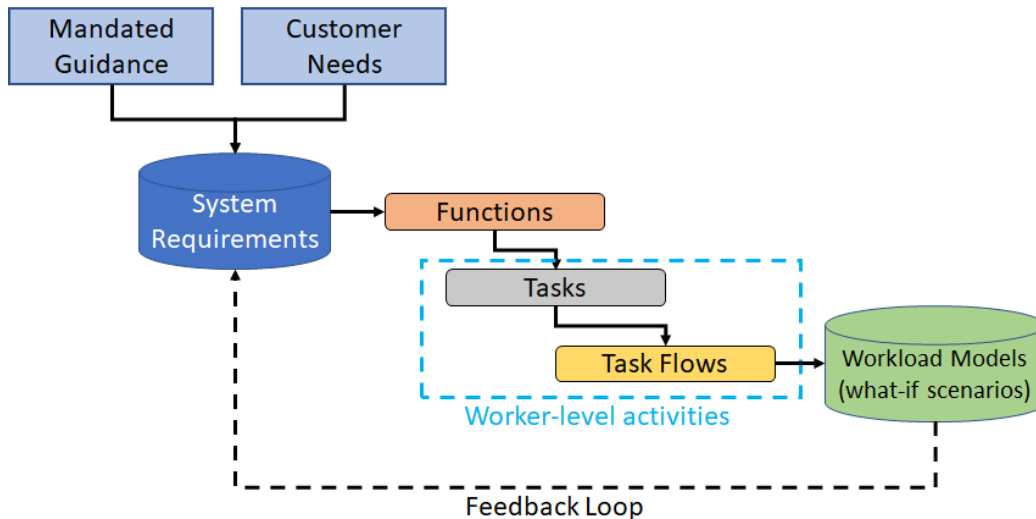 Mandated
Guidance
Customer
Needs
System
Requirements
Functions
Tasks
Task Flows
Workload Models
(what-if scenarios)
Worker-level activities
Feedback Loop